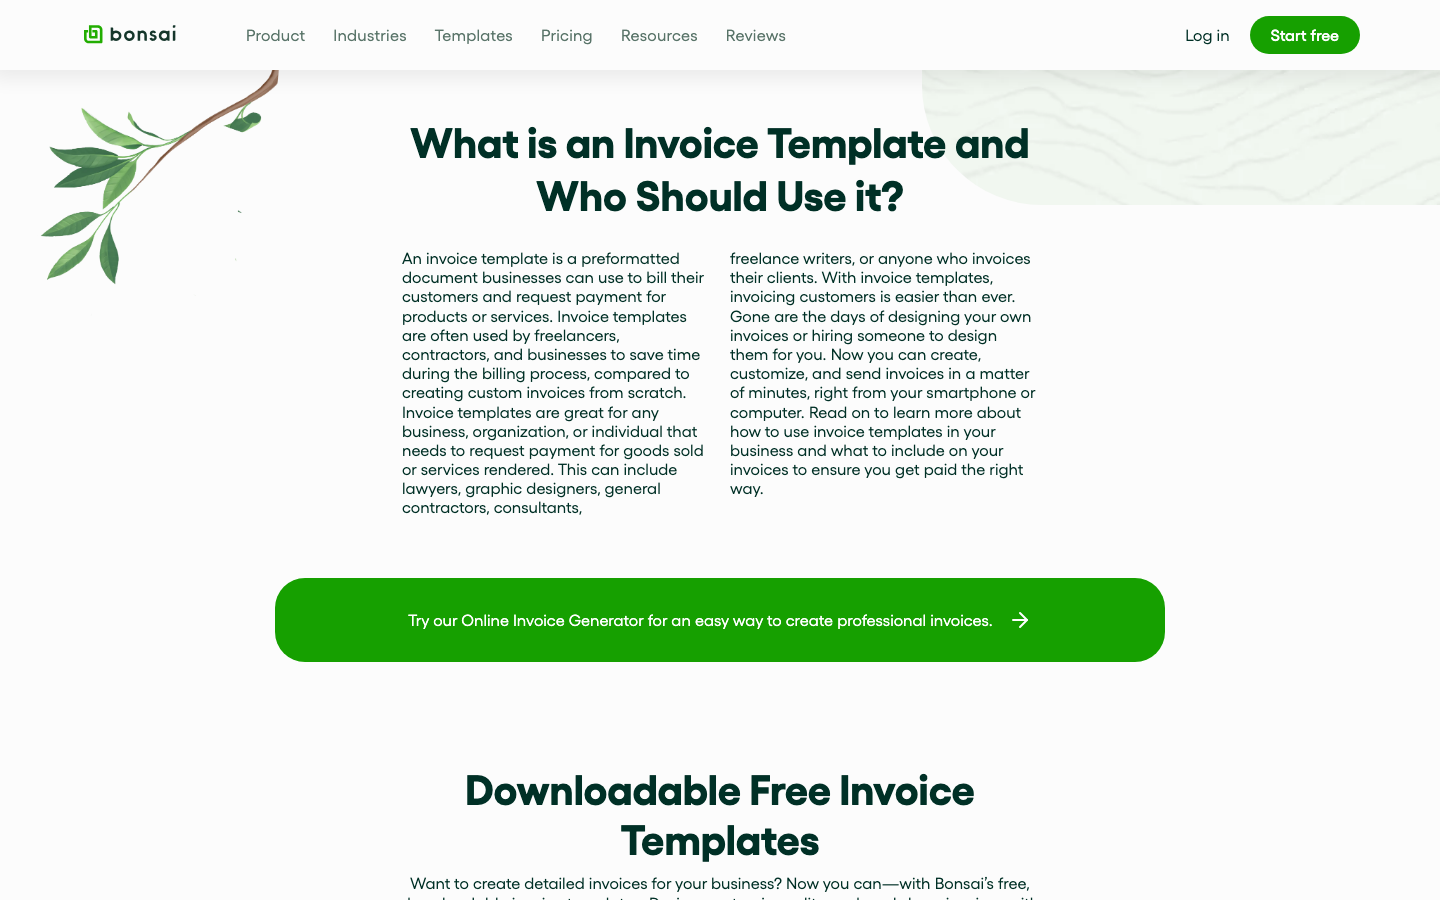 bonsai
Product Industries Templates Pricing Resources Reviews
Log in
Start free
What is an Invoice Template and
Who Should Use it?
An invoice template is a preformatted
document businesses can use to bill their
customers and request payment for
products or services. Invoice templates
are often used by freelancers,
contractors, and businesses to save time
during the billing process, compared to
creating custom invoices from scratch.
Invoice templates are great for any
business, organization, or individual that
needs to request payment for goods sold
or services rendered. This can include
lawyers, graphic designers, general
contractors, consultants,
freelance writers, or anyone who invoices
their clients. With invoice templates,
invoicing customers is easier than ever.
Gone are the days of designing your own
invoices or hiring someone to design
them for you. Now you can create,
customize, and send invoices in a matter
of minutes, right from your smartphone or
computer. Read on to learn more about
how to use invoice templates in your
business and what to include on your
invoices to ensure you get paid the right
way.
Try our Online Invoice Generator for an easy way to create professional invoices.
Downloadable Free Invoice
Templates
Want to create detailed invoices for your business? Now you can—with Bonsai’s free,